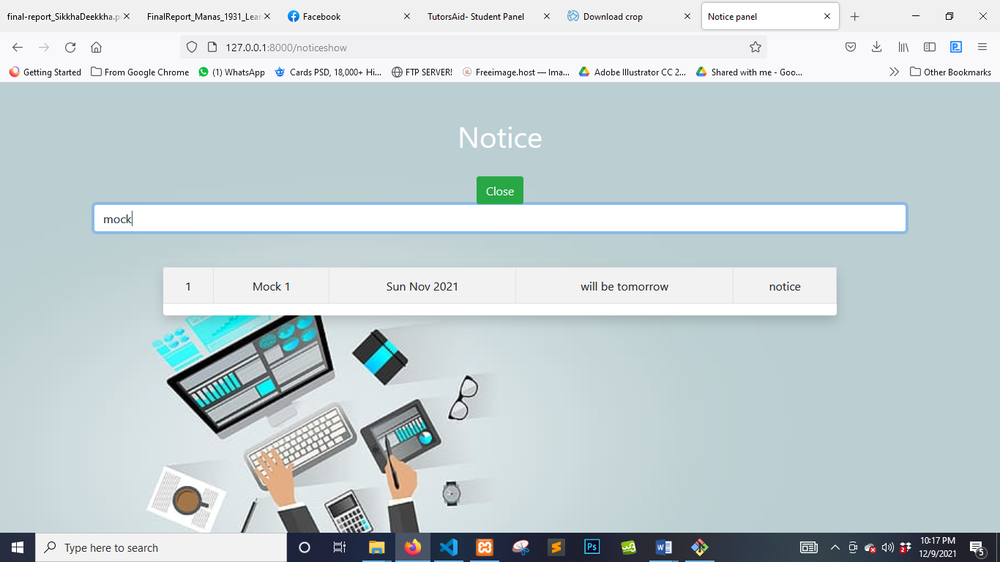 final-report_SikkhaDeekkha.p
FinalReport_Manas_1931_Lear
Facebook
TutorsAid- Student Panel
Download crop
Notice panel
127.0.0.1:8000/noticeshow
Getting Started
From Google Chrome
(1) WhatsApp
Cards PSD, 18,000+ Hi...
FTP SERVER!
Freeimage.host — Ima...
Adobe Illustrator CC 2...
Shared with me - Goo...
Other Bookmarks
Notice
Close
mock
1 Mock 1 Sun Nov 2021 will be tomorrow notice
Type here to search
Ps
10:17 PM
12/9/2021
5